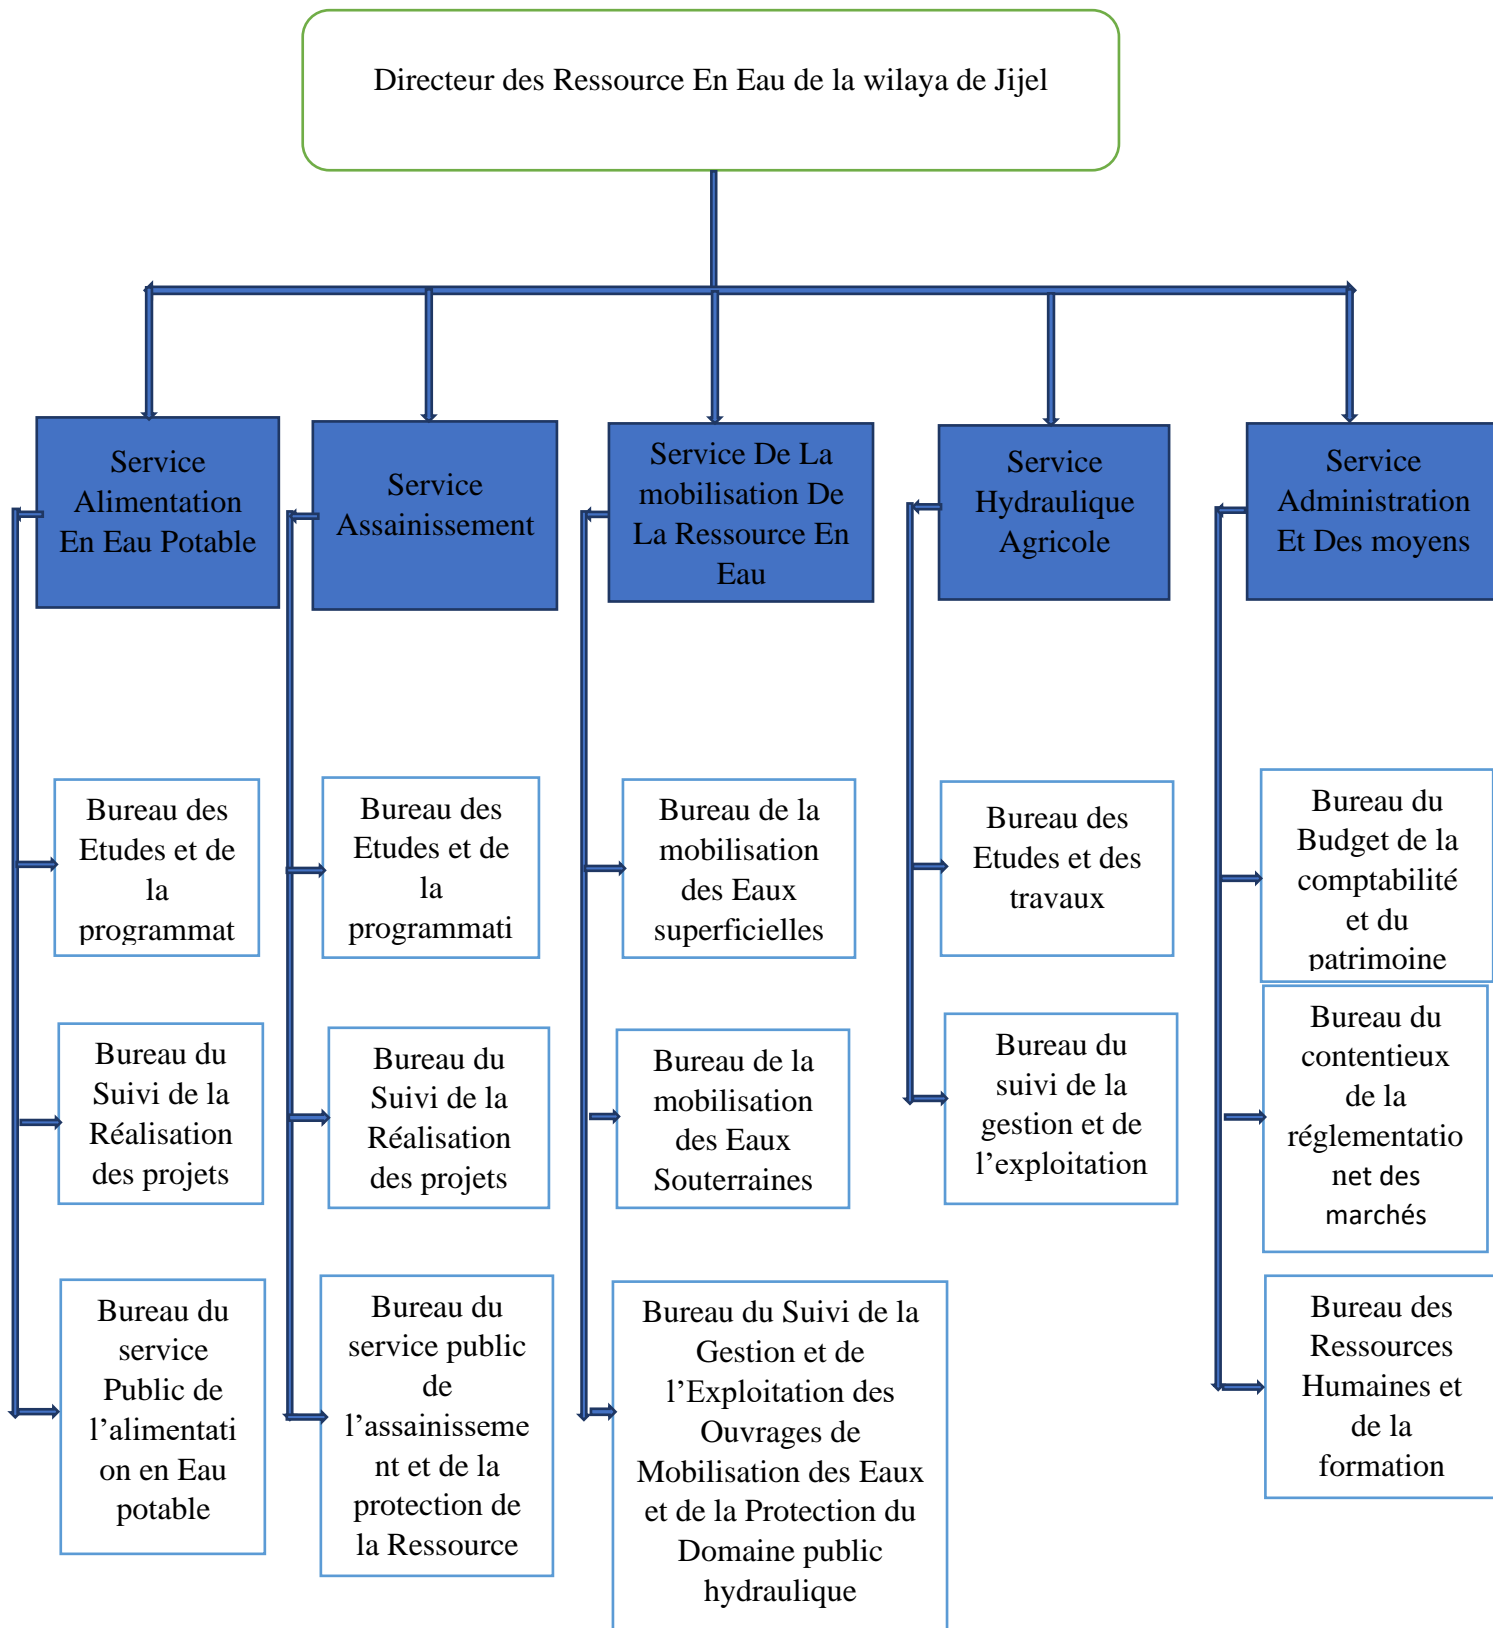 Directeur des Ressource En Eau de la wilaya de Jijel
Service
Alimentation
En Eau Potable
Service
Assainissement
Service De La
mobilisation De
La Ressource En
Eau
Service
Hydraulique
Agricole
Service
Administration
Et Des moyens
Bureau des
Etudes et de
la
programmat
Bureau des
Etudes et de
la
programmati
Bureau de la
mobilisation
des Eaux
superficielles
Bureau des
Etudes et des
travaux
Bureau du
Budget de la
comptabilité
et du
patrimoine
Bureau du
Suivi de la
Réalisation
des projets
Bureau du
Suivi de la
Réalisation
des projets
Bureau de la
mobilisation
des Eaux
Souterraines
Bureau du
suivi de la
gestion et de
l’exploitation
Bureau du
contentieux
de la
réglementatio
net des
marchés
Bureau du
service
Public de
l’alimentati
on en Eau
potable
Bureau du
service public
de
l’assainisseme
nt et de la
protection de
la Ressource
Bureau du Suivi de la
Gestion et de
l’Exploitation des
Ouvrages de
Mobilisation des Eaux
et de la Protection du
Domaine public
hydraulique
Bureau des
Ressources
Humaines et
de la
formation